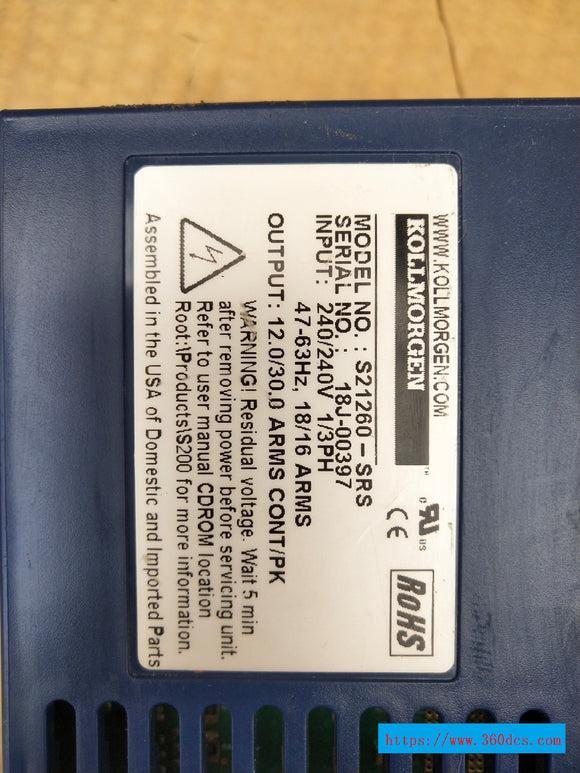 WWW.KOLLMORGEN.COM
KOLLMORGEN™
c RU US
CE
RoHS
MODEL NO.: S21260-SRS
SERIAL NO.: 18J-00397
INPUT: 240/240V 1/3PH
47-63Hz, 18/16 ARMS
OUTPUT: 12.0/30.0 ARMS CONT/PK
WARNING! Residual voltage. Wait 5 min
after removing power before servicing unit.
Refer to user manual CDROM location
Root:\Products\S200 for more information.
Assembled in the USA of Domestic and Imported Parts
https://www.360dcs.com